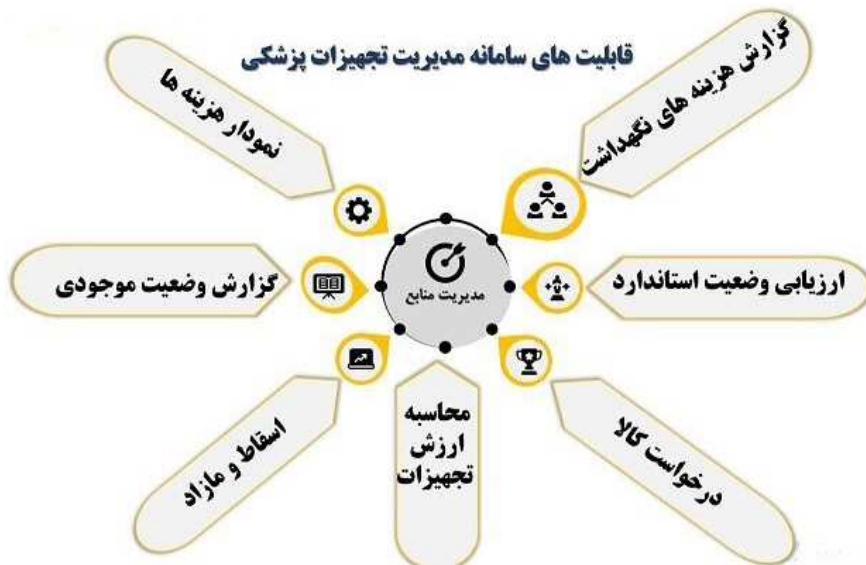 قابلیت های سامانه مدیریت تجهیزات پزشکی
گزارش هزینه های نگهداشت
نمودار هزینه ها
ارزیابی وضعیت استاندارد
گزارش وضعیت موجودی
مدیریت منابع
درخواست کالا
محاسبه
ارزش
تجهیزات
اسقاط و مازاد